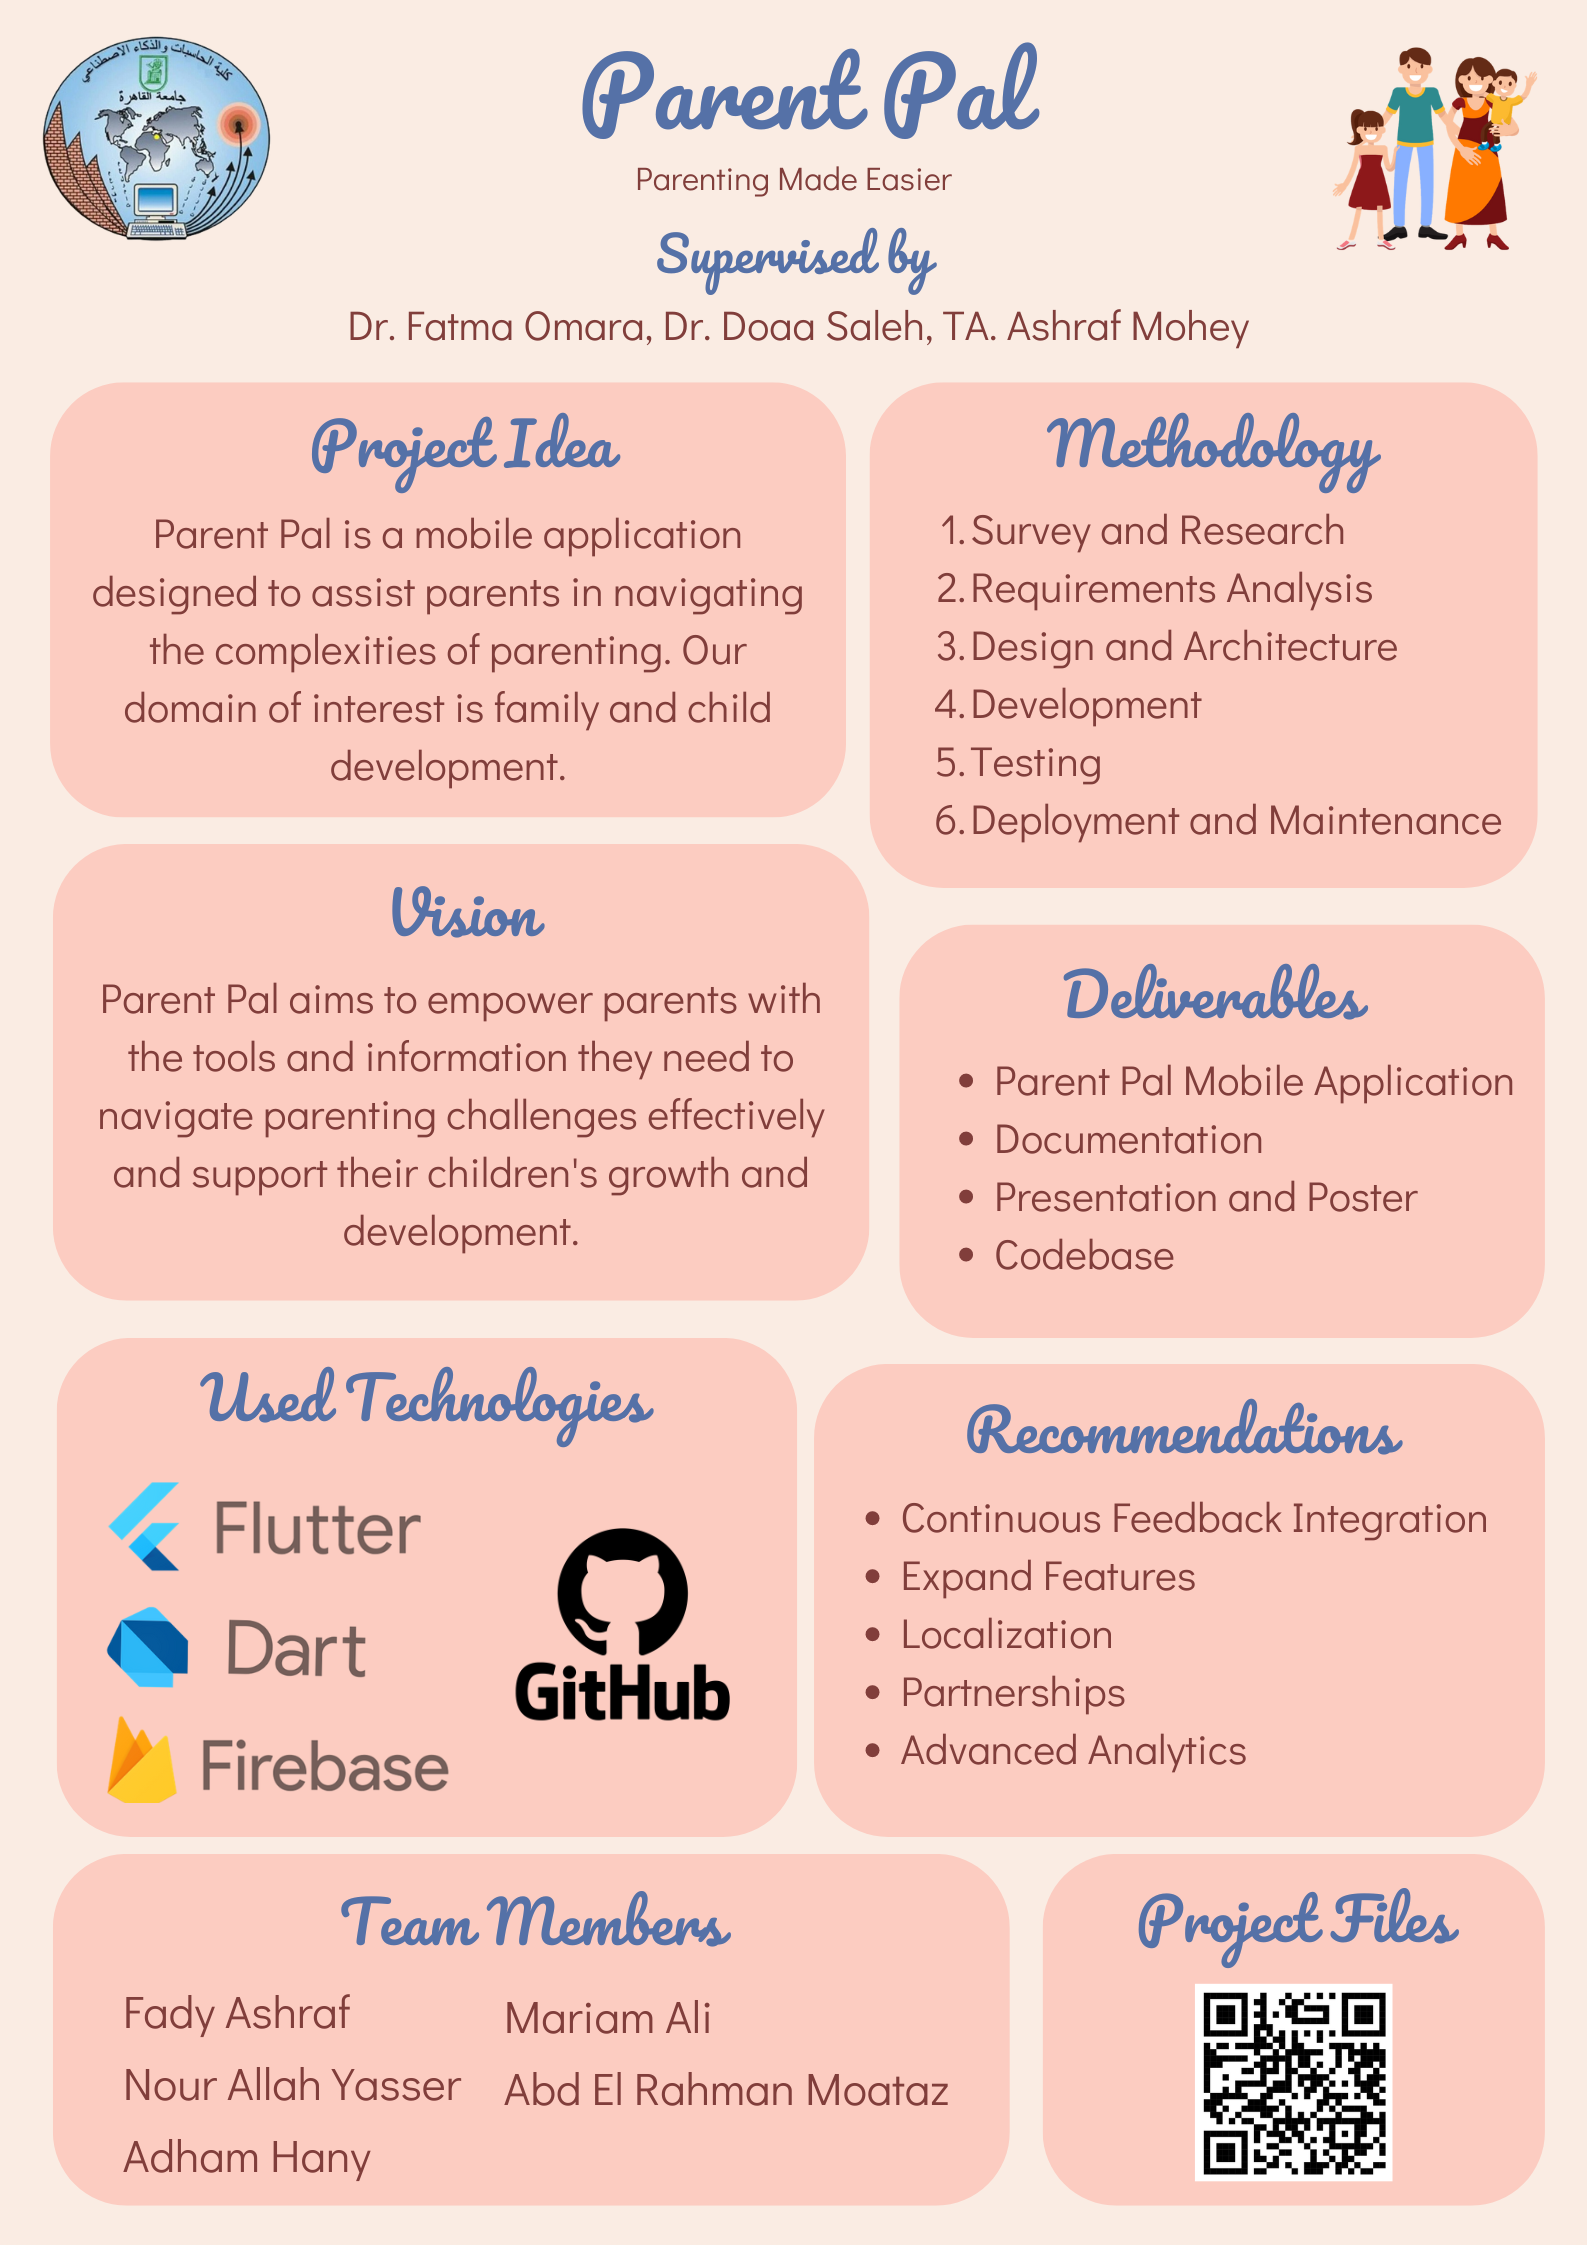 كلية الحاسبات والذكاء الاصطناعي
جامعة القاهرة
Parent Pal
Parenting Made Easier
Supervised by
Dr. Fatma Omara, Dr. Doaa Saleh, TA. Ashraf Mohey
Project Idea
Parent Pal is a mobile application
designed to assist parents in navigating
the complexities of parenting. Our
domain of interest is family and child
development.
Methodology
1. Survey and Research
2. Requirements Analysis
3. Design and Architecture
4. Development
5. Testing
6. Deployment and Maintenance
Vision
Parent Pal aims to empower parents with
the tools and information they need to
navigate parenting challenges effectively
and support their children's growth and
development.
Deliverables
• Parent Pal Mobile Application
• Documentation
• Presentation and Poster
• Codebase
Used Technologies
Flutter
Dart
Firebase
GitHub
Recommendations
• Continuous Feedback Integration
• Expand Features
• Localization
• Partnerships
• Advanced Analytics
Team Members
Fady Ashraf
Nour Allah Yasser
Adham Hany
Mariam Ali
Abd El Rahman Moataz
Project Files